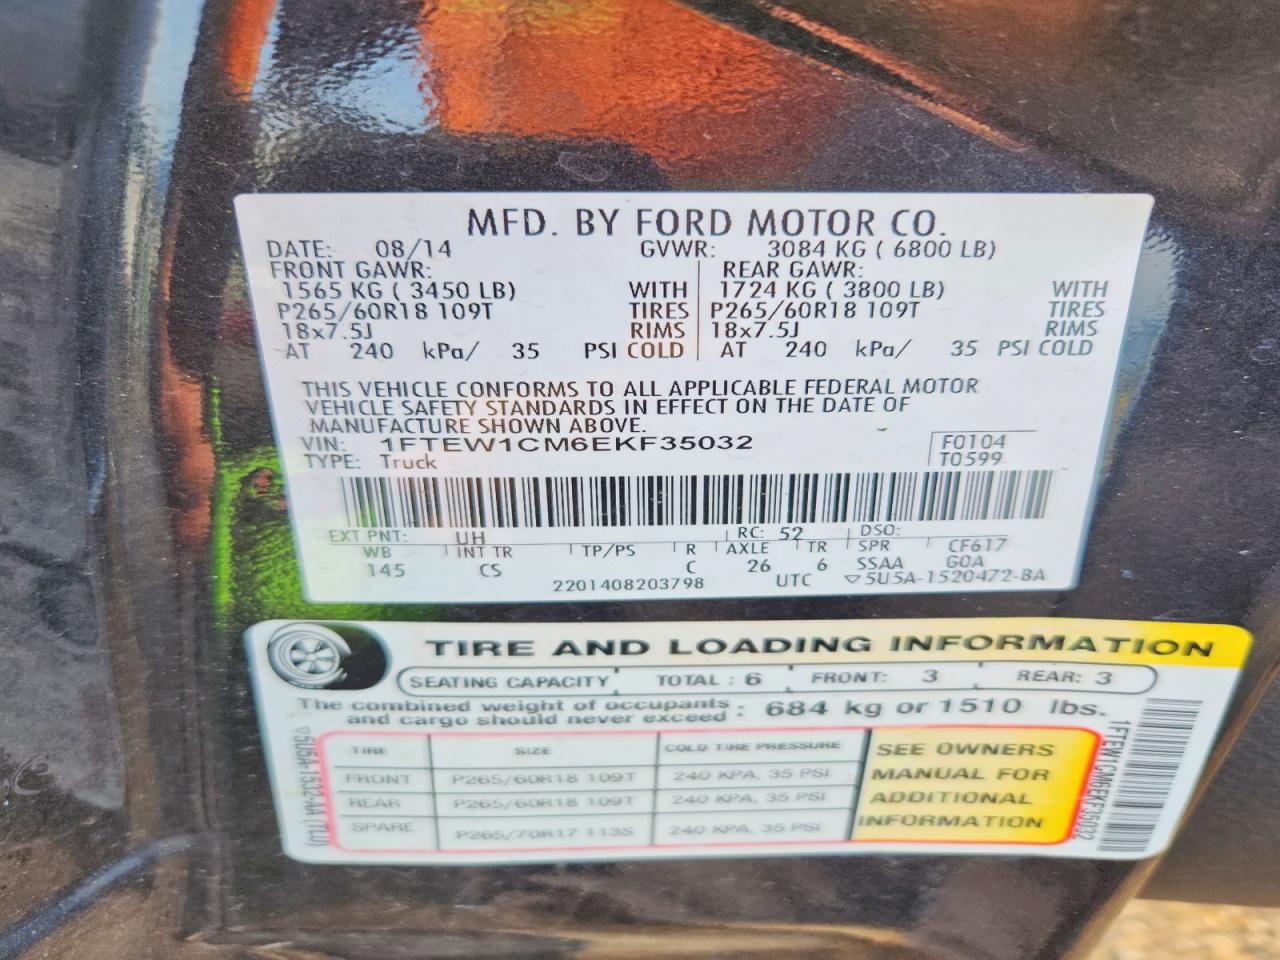 MFD. BY FORD MOTOR CO.
DATE: 08/14 GVWR: 3084 KG ( 6800 LB)
FRONT GAWR: REAR GAWR:
1565 KG ( 3450 LB) WITH 1724 KG ( 3800 LB) WITH
P265/60R18 109T TIRES P265/60R18 109T TIRES
18x7.5J RIMS 18x7.5J RIMS
AT 240 kPa/ 35 PSI COLD AT 240 kPa/ 35 PSI COLD
THIS VEHICLE CONFORMS TO ALL APPLICABLE FEDERAL MOTOR
VEHICLE SAFETY STANDARDS IN EFFECT ON THE DATE OF
MANUFACTURE SHOWN ABOVE.
VIN: 1FTEW1CM6EKF35032 F0104
TYPE: Truck T0599
EXT PNT: UH RC: 52 DSO:
WB INT TR TP/PS R AXLE TR SPR CF617
145 CS C 26 6 SSAA G0A
2201408203798 UTC ▽5U5A-1520472-BA
TIRE AND LOADING INFORMATION
SEATING CAPACITY TOTAL : 6 FRONT: 3 REAR: 3
The combined weight of occupants
and cargo should never exceed : 684 kg or 1510 lbs.
TIRE SIZE COLD TIRE PRESSURE SEE OWNERS
FRONT P265/60R18 109T 240 KPA, 35 PSI MANUAL FOR
REAR P265/60R18 109T 240 KPA, 35 PSI ADDITIONAL
SPARE P265/70R17 113S 240 KPA, 35 PSI INFORMATION
1FTEW1CM6EKF35032